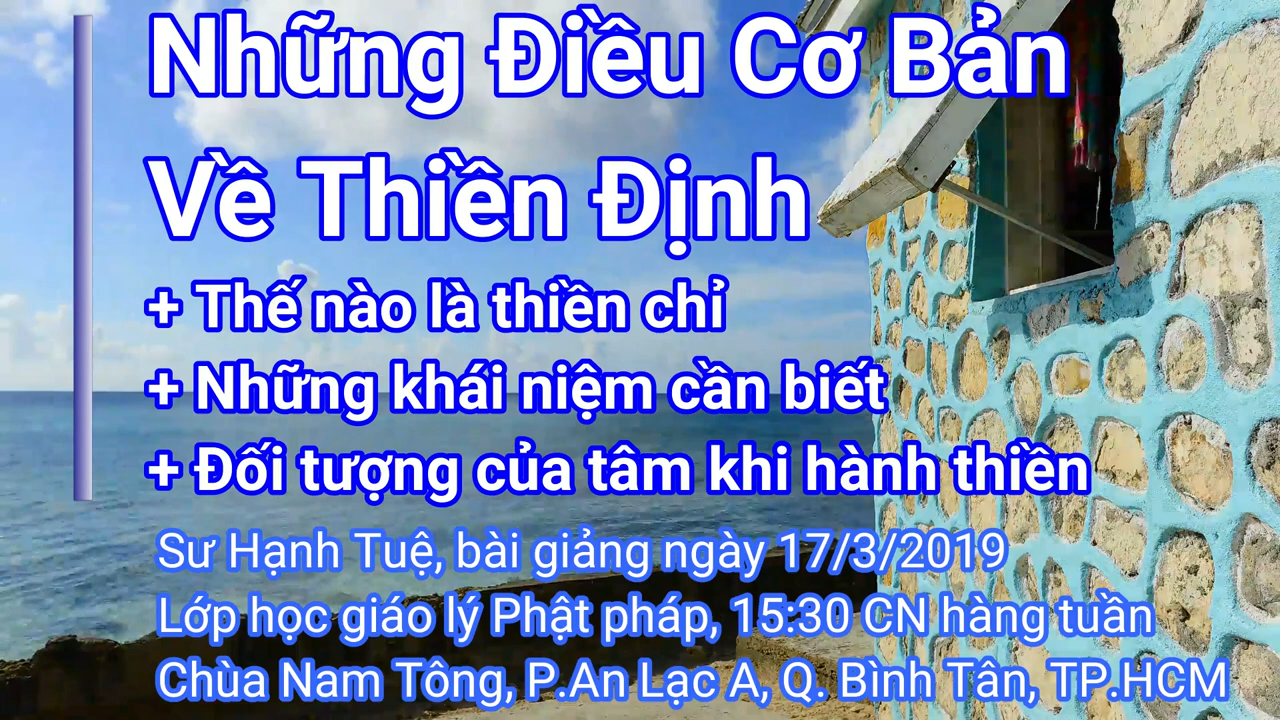 Những Điều Cơ Bản
Về Thiền Định
+ Thế nào là thiền chỉ
+ Những khái niệm cần biết
+ Đối tượng của tâm khi hành thiền
Sư Hạnh Tuệ, bài giảng ngày 17/3/2019
Lớp học giáo lý Phật pháp, 15:30 CN hàng tuần
Chùa Nam Tông, P.An Lạc A, Q. Bình Tân, TP.HCM